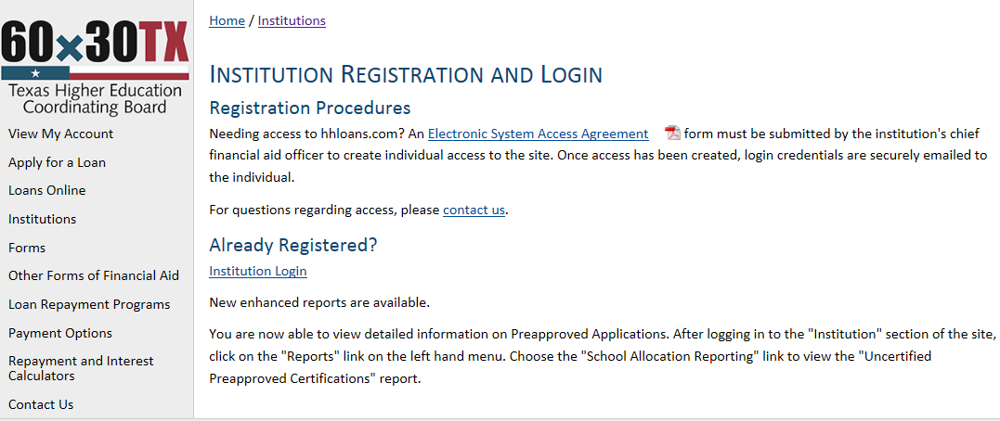 60x30TX
Texas Higher Education
Coordinating Board
View My Account
Apply for a Loan
Loans Online
Institutions
Forms
Other Forms of Financial Aid
Loan Repayment Programs
Payment Options
Repayment and Interest
Calculators
Contact Us
Home / Institutions
INSTITUTION REGISTRATION AND LOGIN
Registration Procedures
Needing access to hhloans.com? An Electronic System Access Agreement form must be submitted by the institution's chief
financial aid officer to create individual access to the site. Once access has been created, login credentials are securely emailed to
the individual.
For questions regarding access, please contact us.
Already Registered?
Institution Login
New enhanced reports are available.
You are now able to view detailed information on Preapproved Applications. After logging in to the "Institution" section of the site,
click on the "Reports" link on the left hand menu. Choose the "School Allocation Reporting" link to view the "Uncertified
Preapproved Certifications" report.